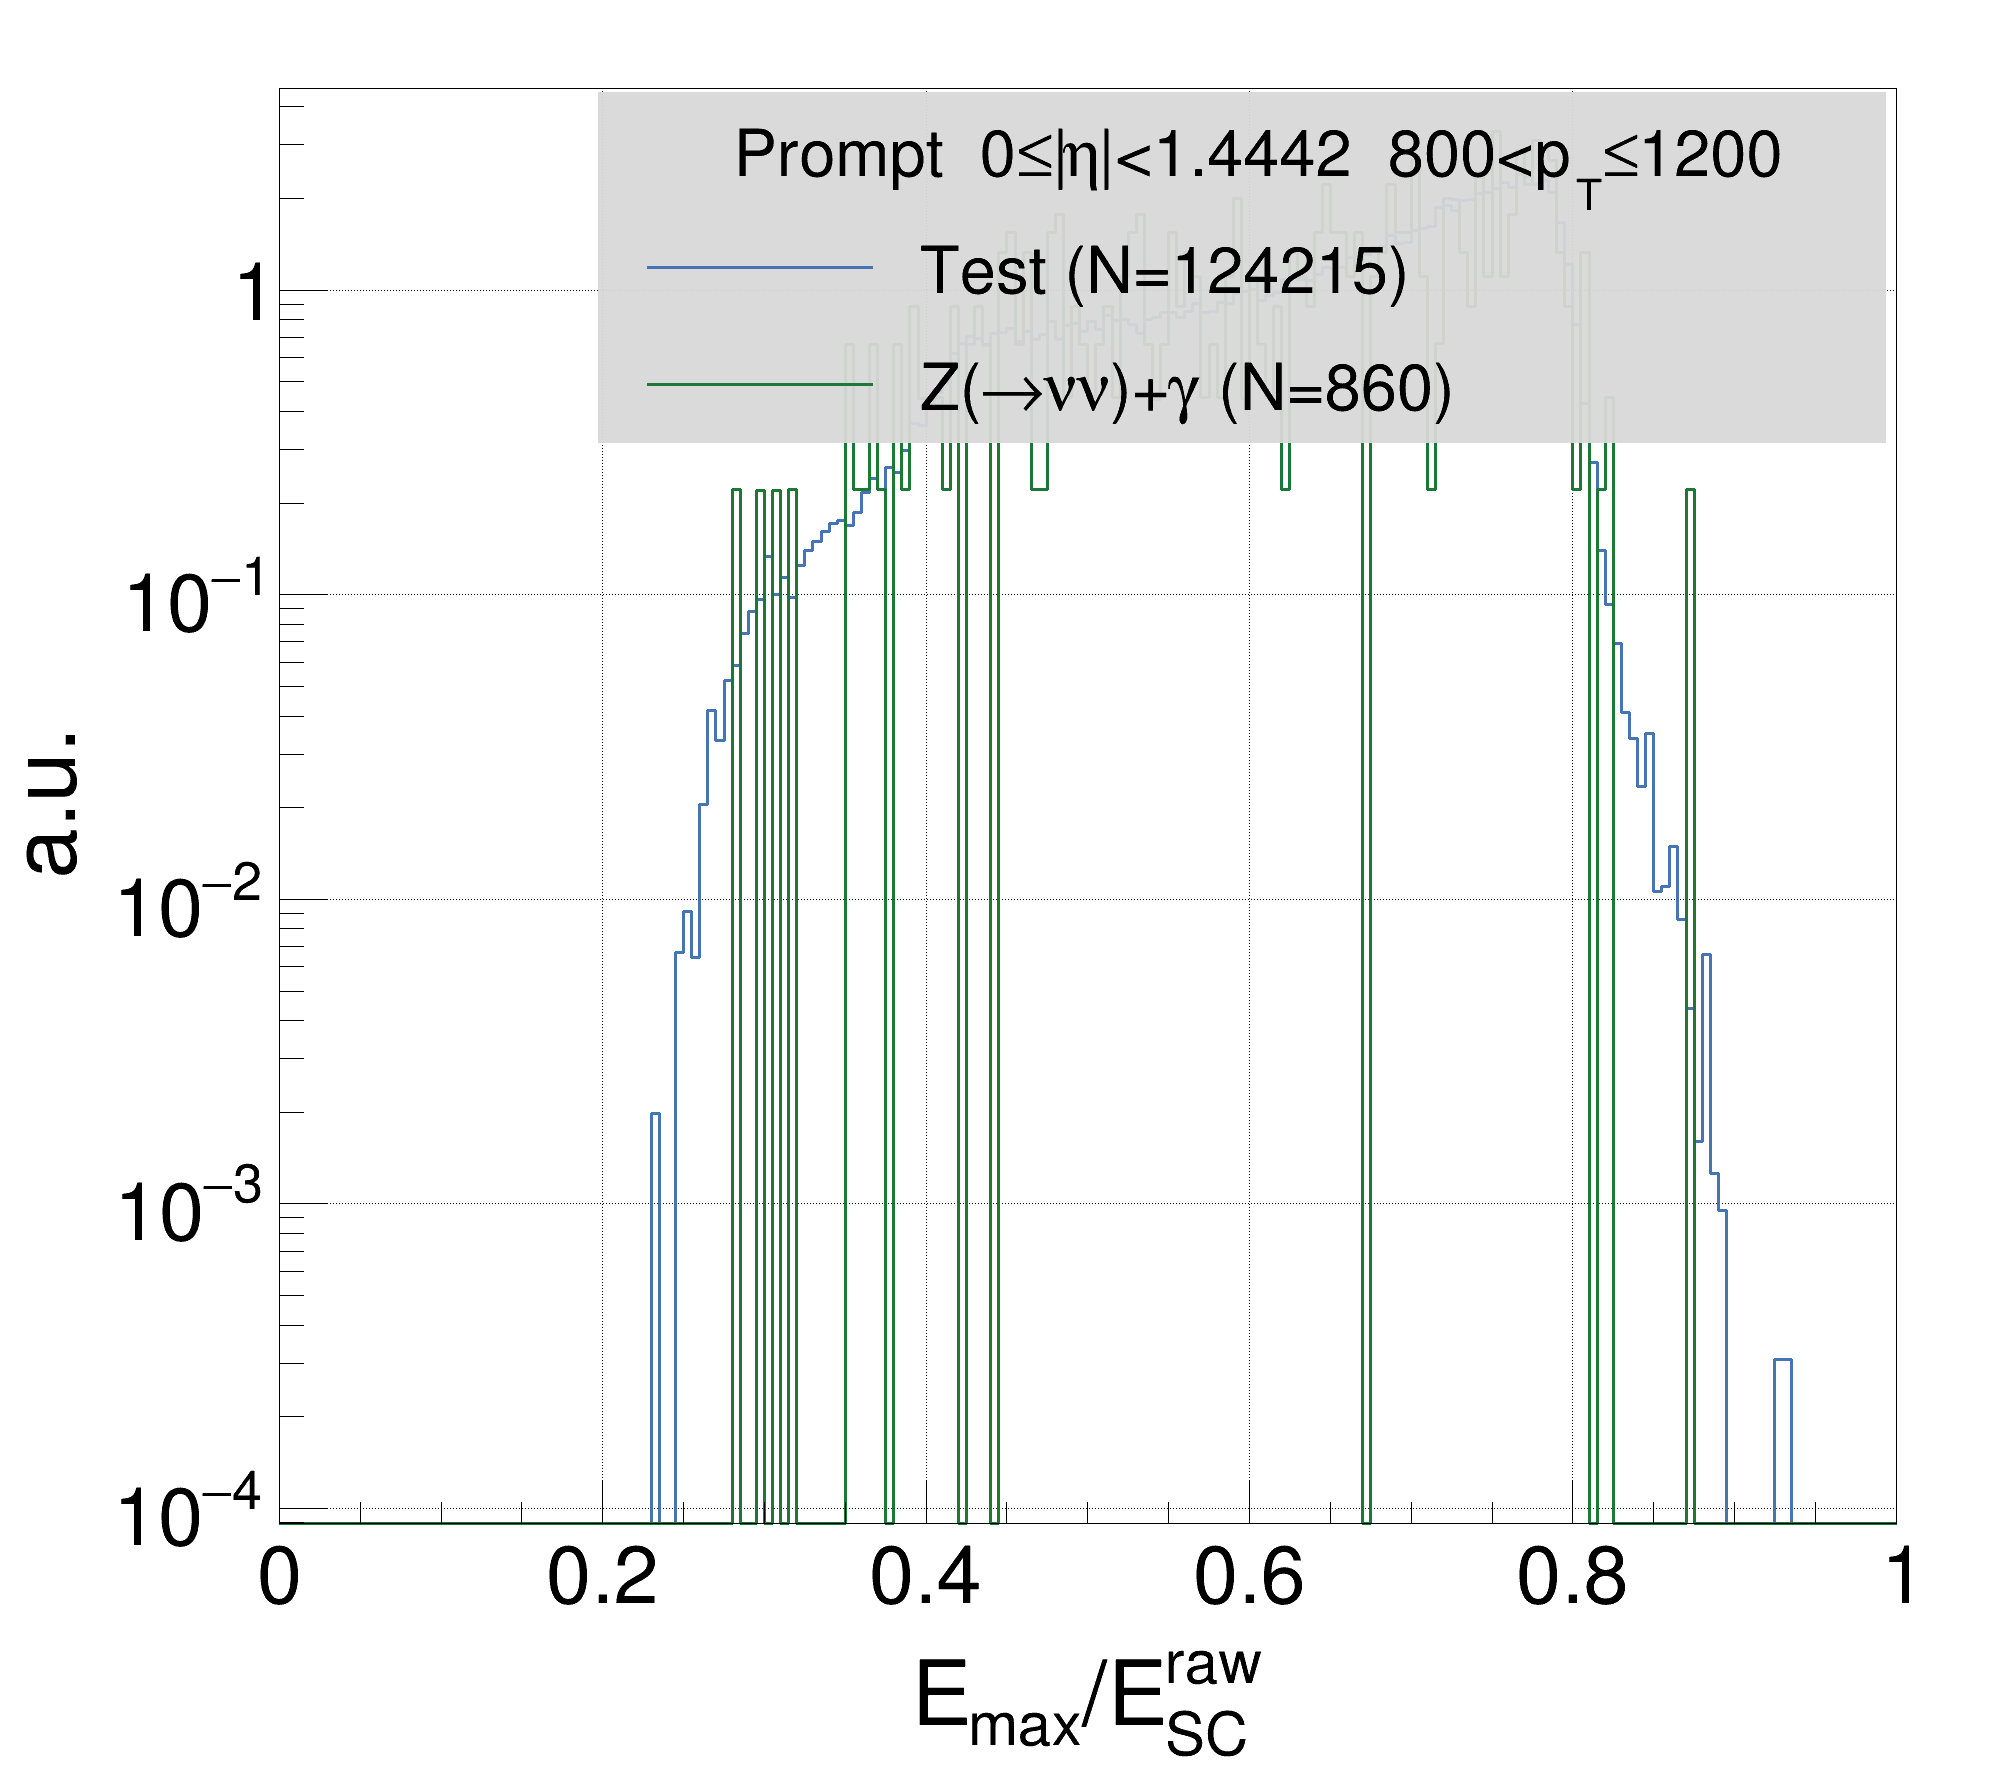 Prompt 0≤|η|<1.4442 800<p_T≤1200
Test (N=124215)
Z(→νν)+γ (N=860)
a.u.
1
10⁻¹
10⁻²
10⁻³
10⁻⁴
0 0.2 0.4 0.6 0.8 1
E_max/E_SC^raw